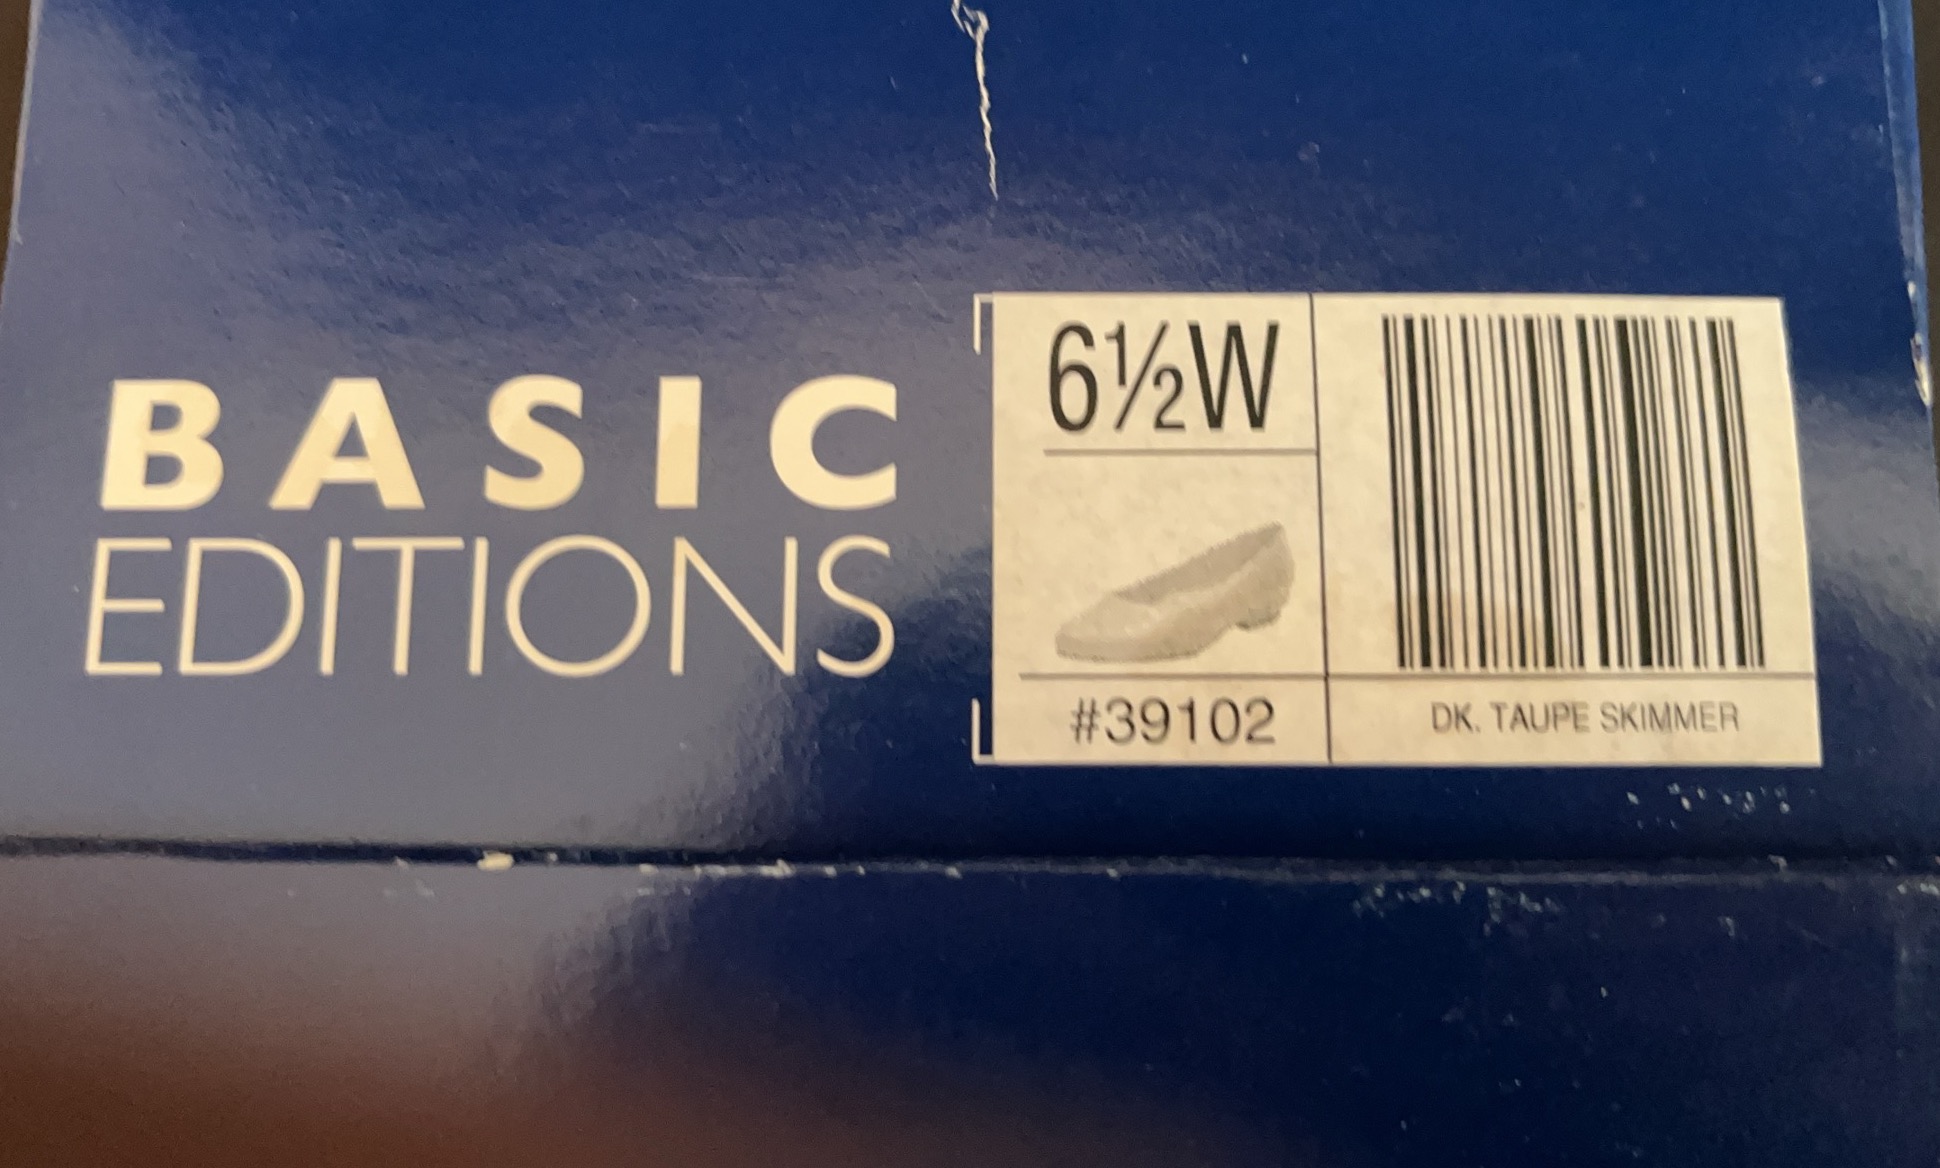 BASIC
EDITIONS
6½W
#39102
DK. TAUPE SKIMMER